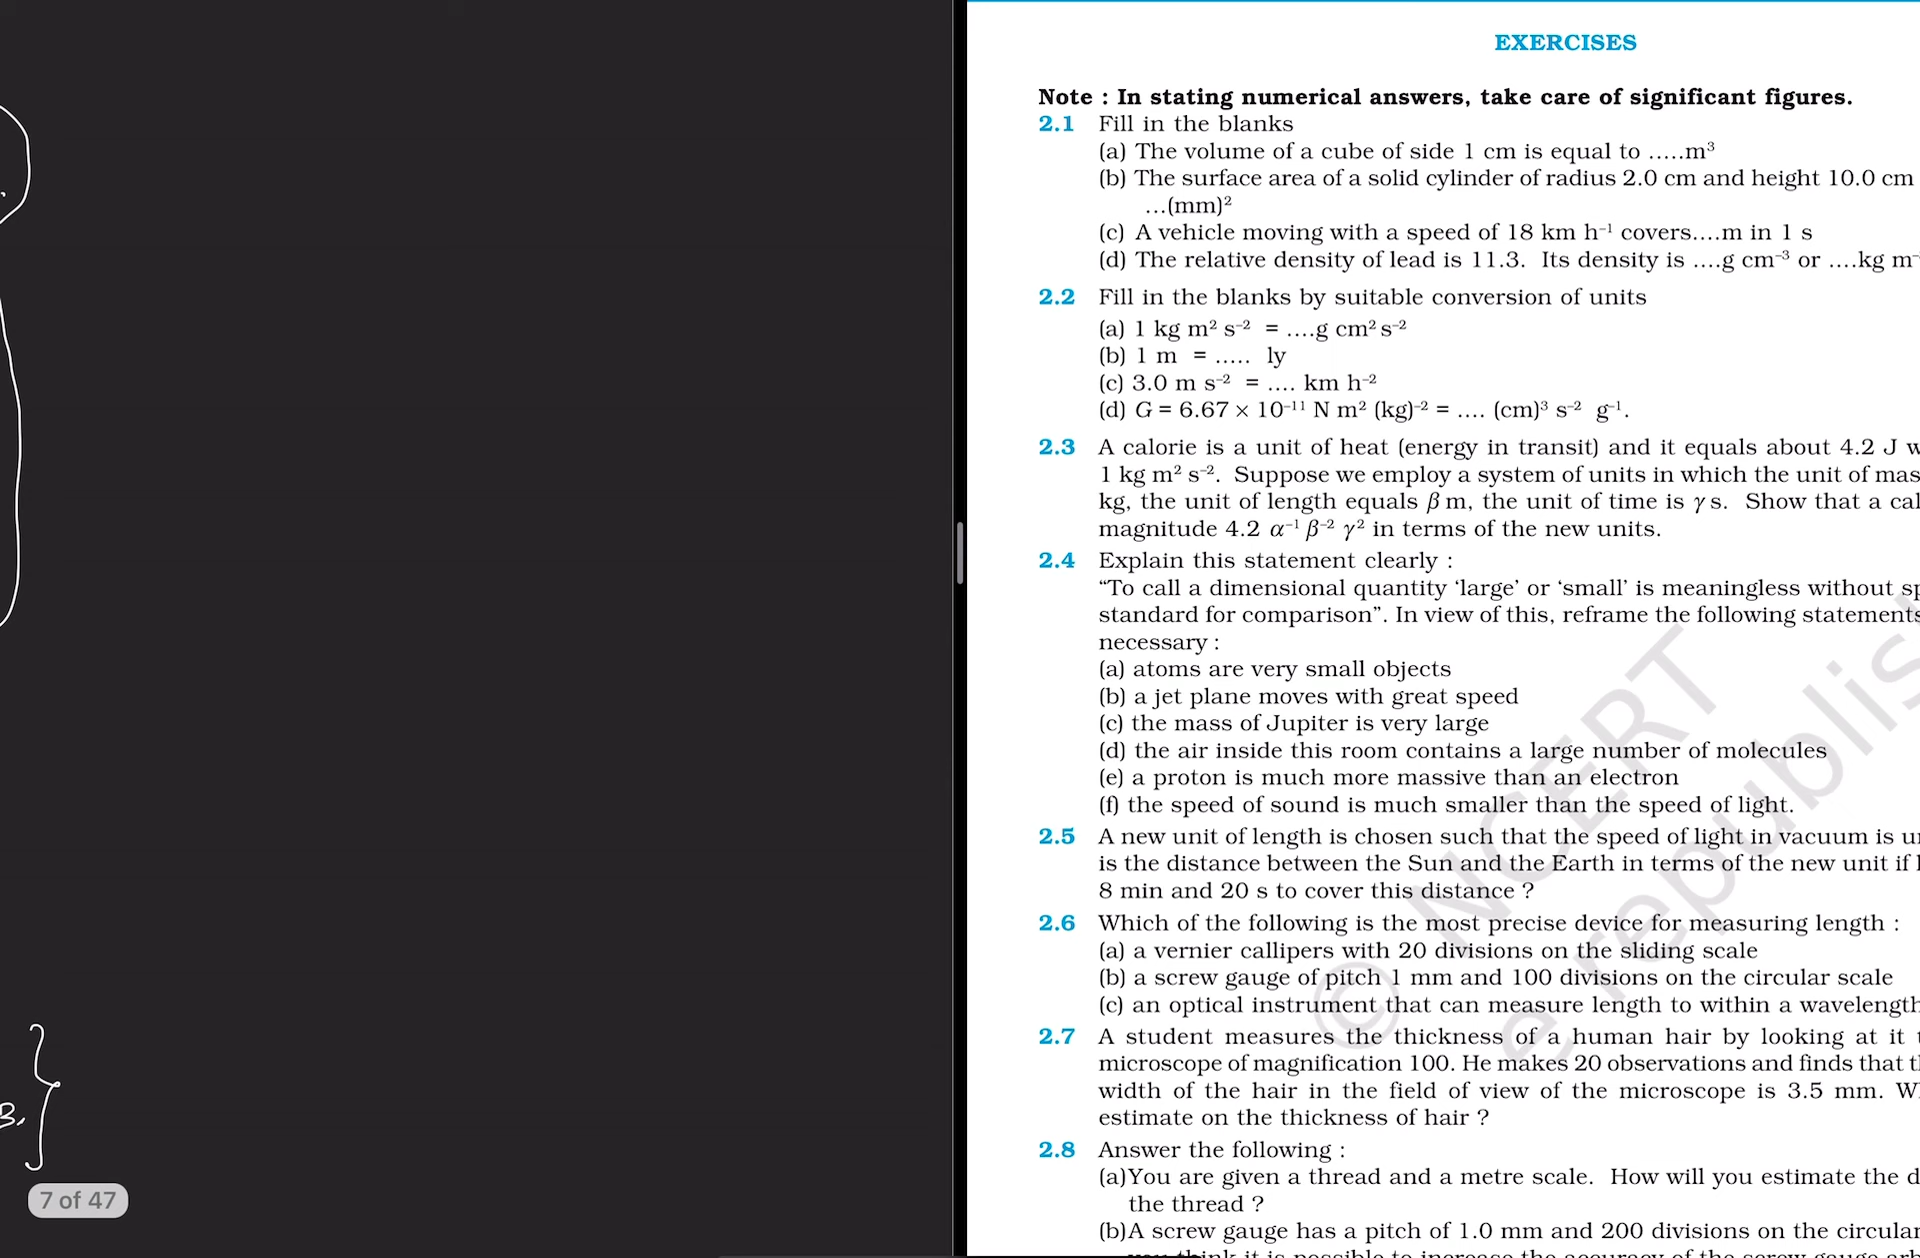 B.
7 of 47
EXERCISES
Note : In stating numerical answers, take care of significant figures.
2.1 Fill in the blanks
(a) The volume of a cube of side 1 cm is equal to .....m³
(b) The surface area of a solid cylinder of radius 2.0 cm and height 10.0 cm
...(mm)²
(c) A vehicle moving with a speed of 18 km h⁻¹ covers....m in 1 s
(d) The relative density of lead is 11.3. Its density is ....g cm⁻³ or ....kg m⁻
2.2 Fill in the blanks by suitable conversion of units
(a) 1 kg m² s⁻² = ....g cm² s⁻²
(b) 1 m = ..... ly
(c) 3.0 m s⁻² = .... km h⁻²
(d) G = 6.67 × 10⁻¹¹ N m² (kg)⁻² = .... (cm)³ s⁻² g⁻¹.
2.3 A calorie is a unit of heat (energy in transit) and it equals about 4.2 J w
1 kg m² s⁻². Suppose we employ a system of units in which the unit of mas
kg, the unit of length equals β m, the unit of time is γ s. Show that a cal
magnitude 4.2 α⁻¹ β⁻² γ² in terms of the new units.
2.4 Explain this statement clearly :
“To call a dimensional quantity ‘large’ or ‘small’ is meaningless without sp
standard for comparison”. In view of this, reframe the following statements
necessary :
(a) atoms are very small objects
(b) a jet plane moves with great speed
(c) the mass of Jupiter is very large
(d) the air inside this room contains a large number of molecules
(e) a proton is much more massive than an electron
(f) the speed of sound is much smaller than the speed of light.
2.5 A new unit of length is chosen such that the speed of light in vacuum is u
is the distance between the Sun and the Earth in terms of the new unit if
8 min and 20 s to cover this distance ?
2.6 Which of the following is the most precise device for measuring length :
(a) a vernier callipers with 20 divisions on the sliding scale
(b) a screw gauge of pitch 1 mm and 100 divisions on the circular scale
(c) an optical instrument that can measure length to within a wavelength
2.7 A student measures the thickness of a human hair by looking at it t
microscope of magnification 100. He makes 20 observations and finds that t
width of the hair in the field of view of the microscope is 3.5 mm. W
estimate on the thickness of hair ?
2.8 Answer the following :
(a)You are given a thread and a metre scale. How will you estimate the d
the thread ?
(b)A screw gauge has a pitch of 1.0 mm and 200 divisions on the circular
© NCERT
republis